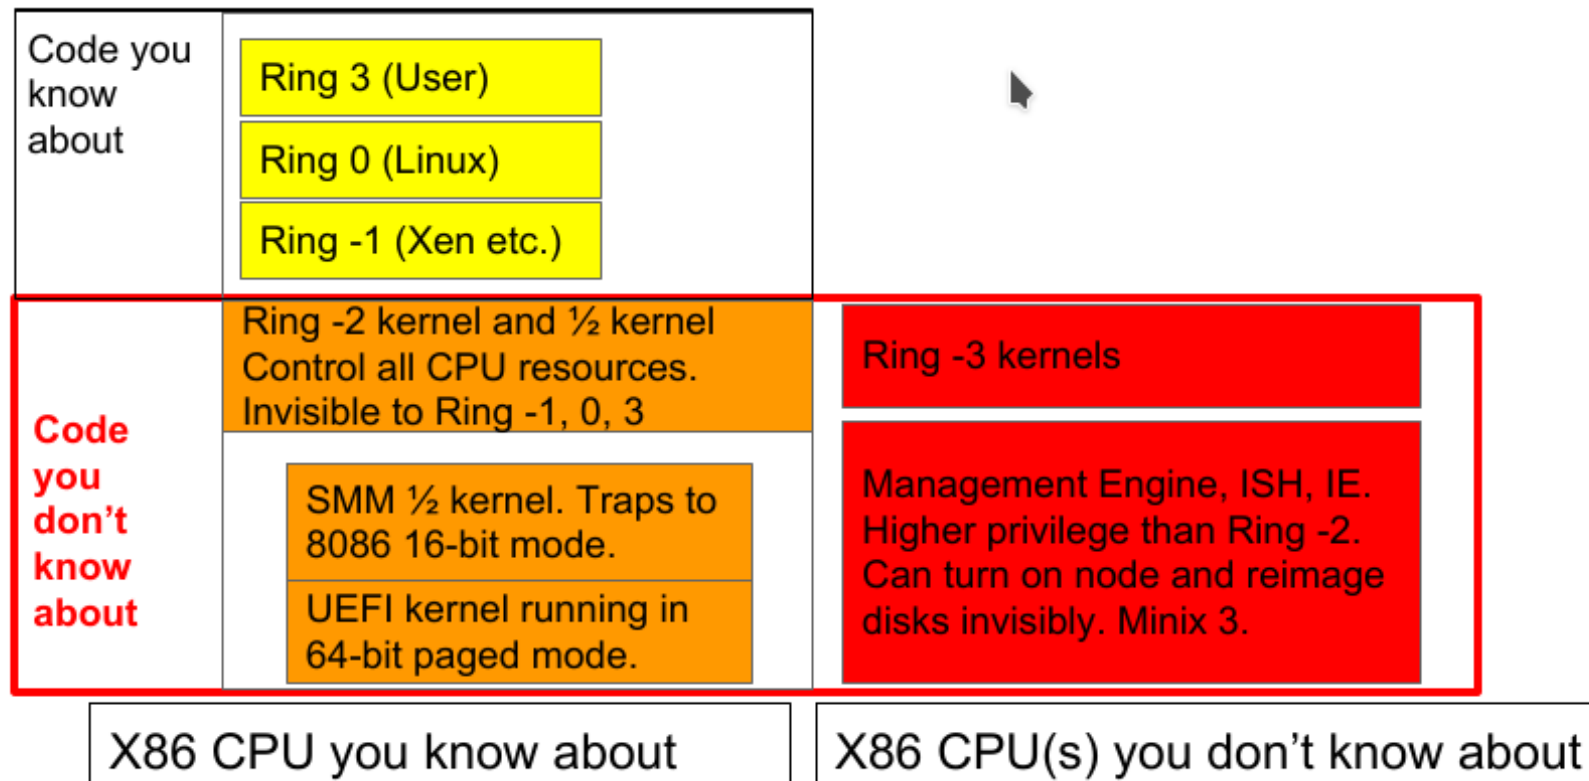 Code you
know
about
Ring 3 (User)
Ring 0 (Linux)
Ring -1 (Xen etc.)
Code
you
don’t
know
about
Ring -2 kernel and ½ kernel
Control all CPU resources.
Invisible to Ring -1, 0, 3
SMM ½ kernel. Traps to
8086 16-bit mode.
UEFI kernel running in
64-bit paged mode.
Ring -3 kernels
Management Engine, ISH, IE.
Higher privilege than Ring -2.
Can turn on node and reimage
disks invisibly. Minix 3.
X86 CPU you know about
X86 CPU(s) you don’t know about